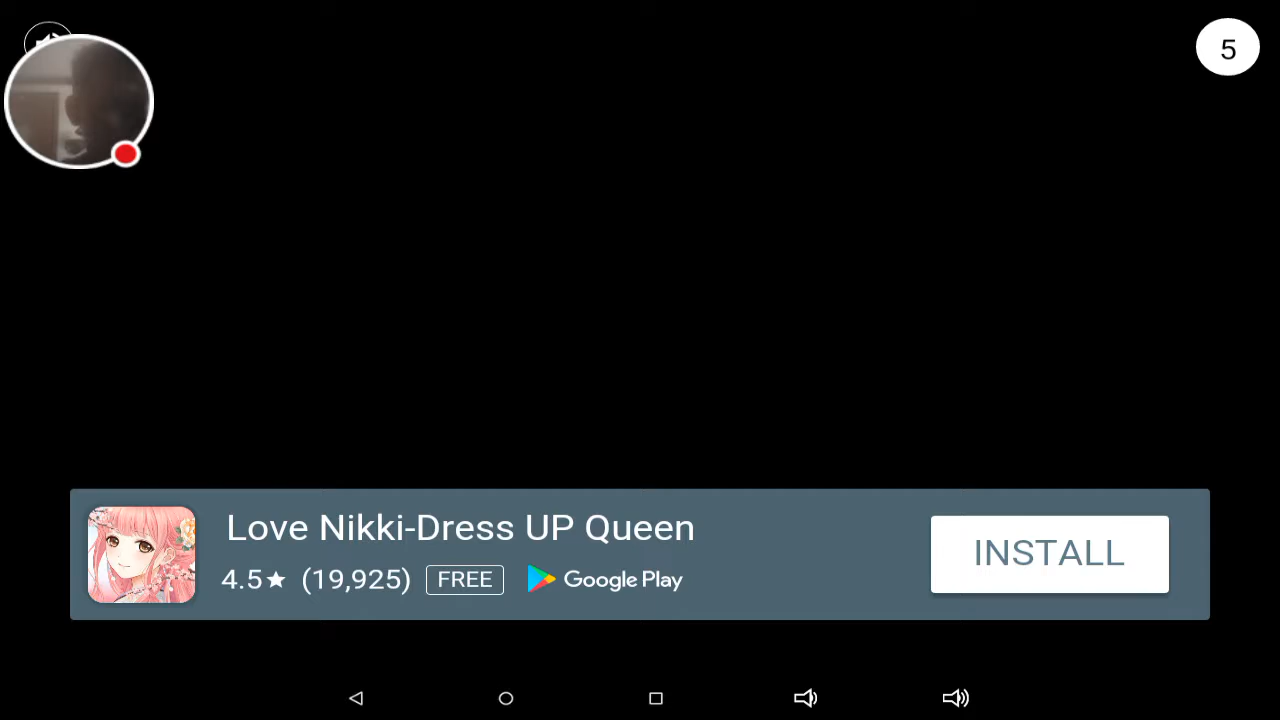 5
Love Nikki-Dress UP Queen
4.5★ (19,925) FREE Google Play
INSTALL